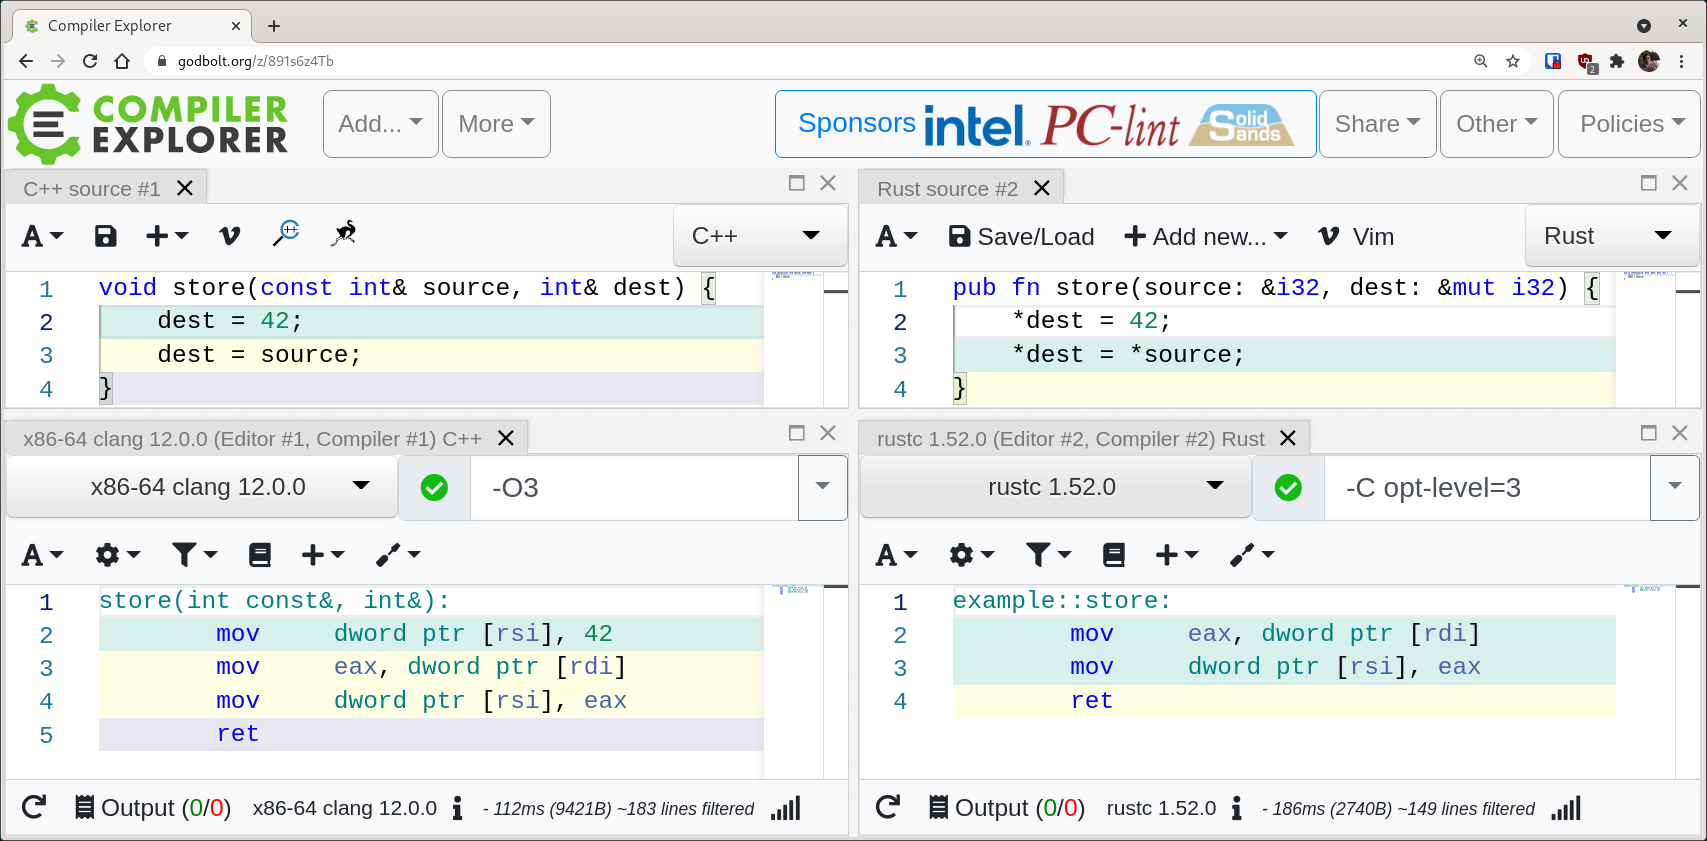 Compiler Explorer
godbolt.org/z/891s6z4Tb
2
COMPILER
EXPLORER
Add...
More
Sponsors intel. PC-lint Solid Sands
Share
Other
Policies
C++ source #1
A
C++
1 void store(const int& source, int& dest) {
2 dest = 42;
3 dest = source;
4 }
Rust source #2
A Save/Load Add new... Vim
Rust
1 pub fn store(source: &i32, dest: &mut i32) {
2 *dest = 42;
3 *dest = *source;
4 }
x86-64 clang 12.0.0 (Editor #1, Compiler #1) C++
x86-64 clang 12.0.0
-O3
A
1 store(int const&, int&):
2 mov dword ptr [rsi], 42
3 mov eax, dword ptr [rdi]
4 mov dword ptr [rsi], eax
5 ret
Output (0/0) x86-64 clang 12.0.0 - 112ms (9421B) ~183 lines filtered
rustc 1.52.0 (Editor #2, Compiler #2) Rust
rustc 1.52.0
-C opt-level=3
A
1 example::store:
2 mov eax, dword ptr [rdi]
3 mov dword ptr [rsi], eax
4 ret
Output (0/0) rustc 1.52.0 - 186ms (2740B) ~149 lines filtered